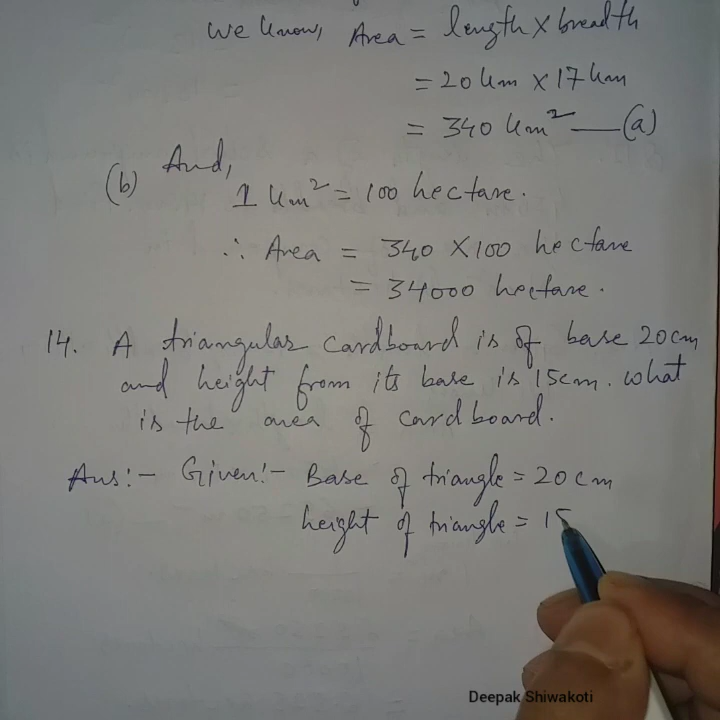 we know, Area = length × breadth
= 20 km × 17 km
= 340 km² — (a)
(b) And,
1 km² = 100 hectare.
∴ Area = 340 × 100 hectare
= 34000 hectare.
14. A triangular cardboard is of base 20cm
and height from its base is 15cm. what
is the area of cardboard.
Ans:- Given:- Base of triangle = 20 cm
height of triangle = 15
Deepak Shiwakoti